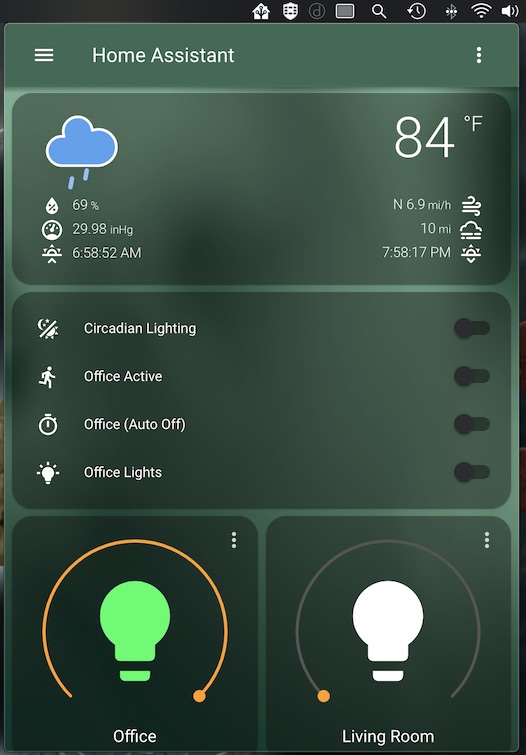 Home Assistant
84 °F
69 %
N 6.9 mi/h
29.98 inHg
10 mi
6:58:52 AM
7:58:17 PM
Circadian Lighting
Office Active
Office (Auto Off)
Office Lights
Office
Living Room